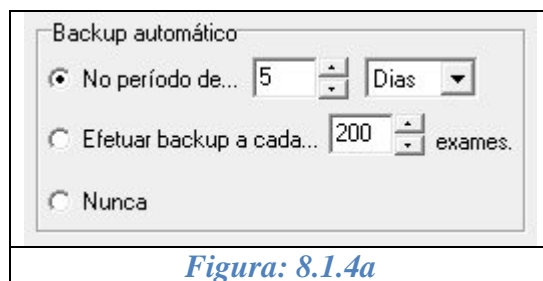 Backup automático
No período de... 5 Dias
Efetuar backup a cada... 200 exames.
Nunca
Figura: 8.1.4a